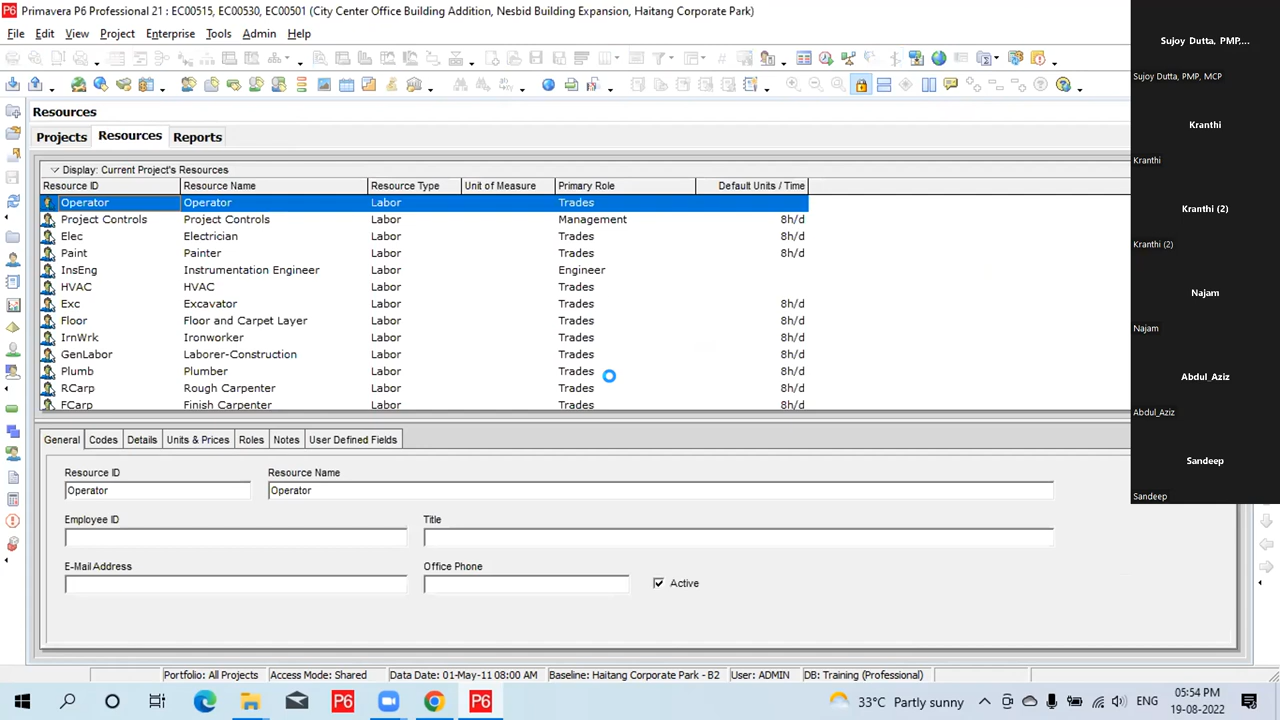 Primavera P6 Professional 21 : EC00515, EC00530, EC00501 (City Center Office Building Addition, Nesbid Building Expansion, Haitang Corporate Park)
File Edit View Project Enterprise Tools Admin Help
Resources
Projects Resources Reports
Display: Current Project's Resources
Resource ID Resource Name Resource Type Unit of Measure Primary Role Default Units / Time
Operator Operator Labor Trades
Project Controls Project Controls Labor Management 8h/d
Elec Electrician Labor Trades 8h/d
Paint Painter Labor Trades 8h/d
InsEng Instrumentation Engineer Labor Engineer
HVAC HVAC Labor Trades
Exc Excavator Labor Trades 8h/d
Floor Floor and Carpet Layer Labor Trades 8h/d
IrnWrk Ironworker Labor Trades 8h/d
GenLabor Laborer-Construction Labor Trades 8h/d
Plumb Plumber Labor Trades 8h/d
RCarp Rough Carpenter Labor Trades 8h/d
FCarp Finish Carpenter Labor Trades 8h/d
General Codes Details Units & Prices Roles Notes User Defined Fields
Resource ID Resource Name
Operator Operator
Employee ID Title
E-Mail Address Office Phone
Active
Portfolio: All Projects Access Mode: Shared Data Date: 01-May-11 08:00 AM Baseline: Haitang Corporate Park - B2 User: ADMIN DB: Training (Professional)
33°C Partly sunny ENG 05:54 PM
19-08-2022
Sujoy Dutta, PMP,...
Sujoy Dutta, PMP, MCP
Kranthi
Kranthi
Kranthi (2)
Kranthi (2)
Najam
Najam
Abdul_Aziz
Abdul_Aziz
Sandeep
Sandeep